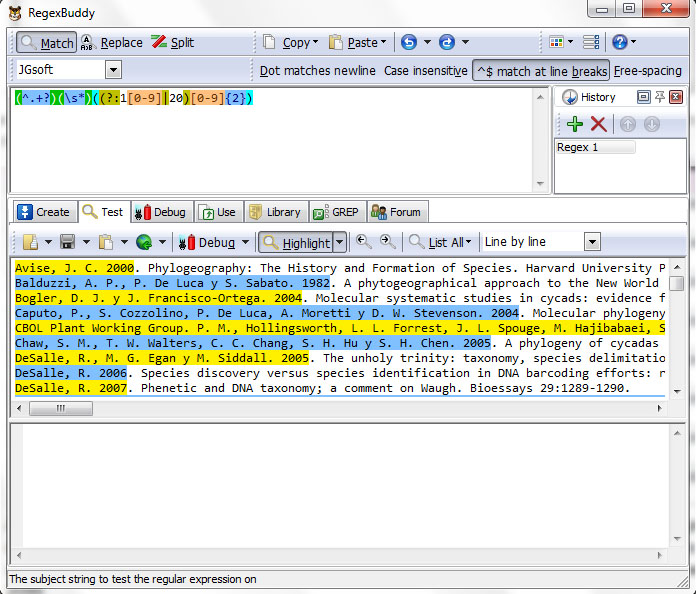 RegexBuddy
Match Replace Split Copy Paste
JGsoft Dot matches newline Case insensitive ^$ match at line breaks Free-spacing
(^.+?)(\s*)((?:1[0-9]|20)[0-9]{2})
History
Regex 1
Create Test Debug Use Library GREP Forum
Debug Highlight List All Line by line
Avise, J. C. 2000. Phylogeography: The History and Formation of Species. Harvard University P
Balduzzi, A. P., P. De Luca y S. Sabato. 1982. A phytogeographical approach to the New World
Bogler, D. J. y J. Francisco-Ortega. 2004. Molecular systematic studies in cycads: evidence f
Caputo, P., S. Cozzolino, P. De Luca, A. Moretti y D. W. Stevenson. 2004. Molecular phylogeny
CBOL Plant Working Group. P. M., Hollingsworth, L. L. Forrest, J. L. Spouge, M. Hajibabaei, S
Chaw, S. M., T. W. Walters, C. C. Chang, S. H. Hu y S. H. Chen. 2005. A phylogeny of cycadas
DeSalle, R., M. G. Egan y M. Siddall. 2005. The unholy trinity: taxonomy, species delimitatio
DeSalle, R. 2006. Species discovery versus species identification in DNA barcoding efforts: r
DeSalle, R. 2007. Phenetic and DNA taxonomy; a comment on Waugh. Bioessays 29:1289-1290.
The subject string to test the regular expression on